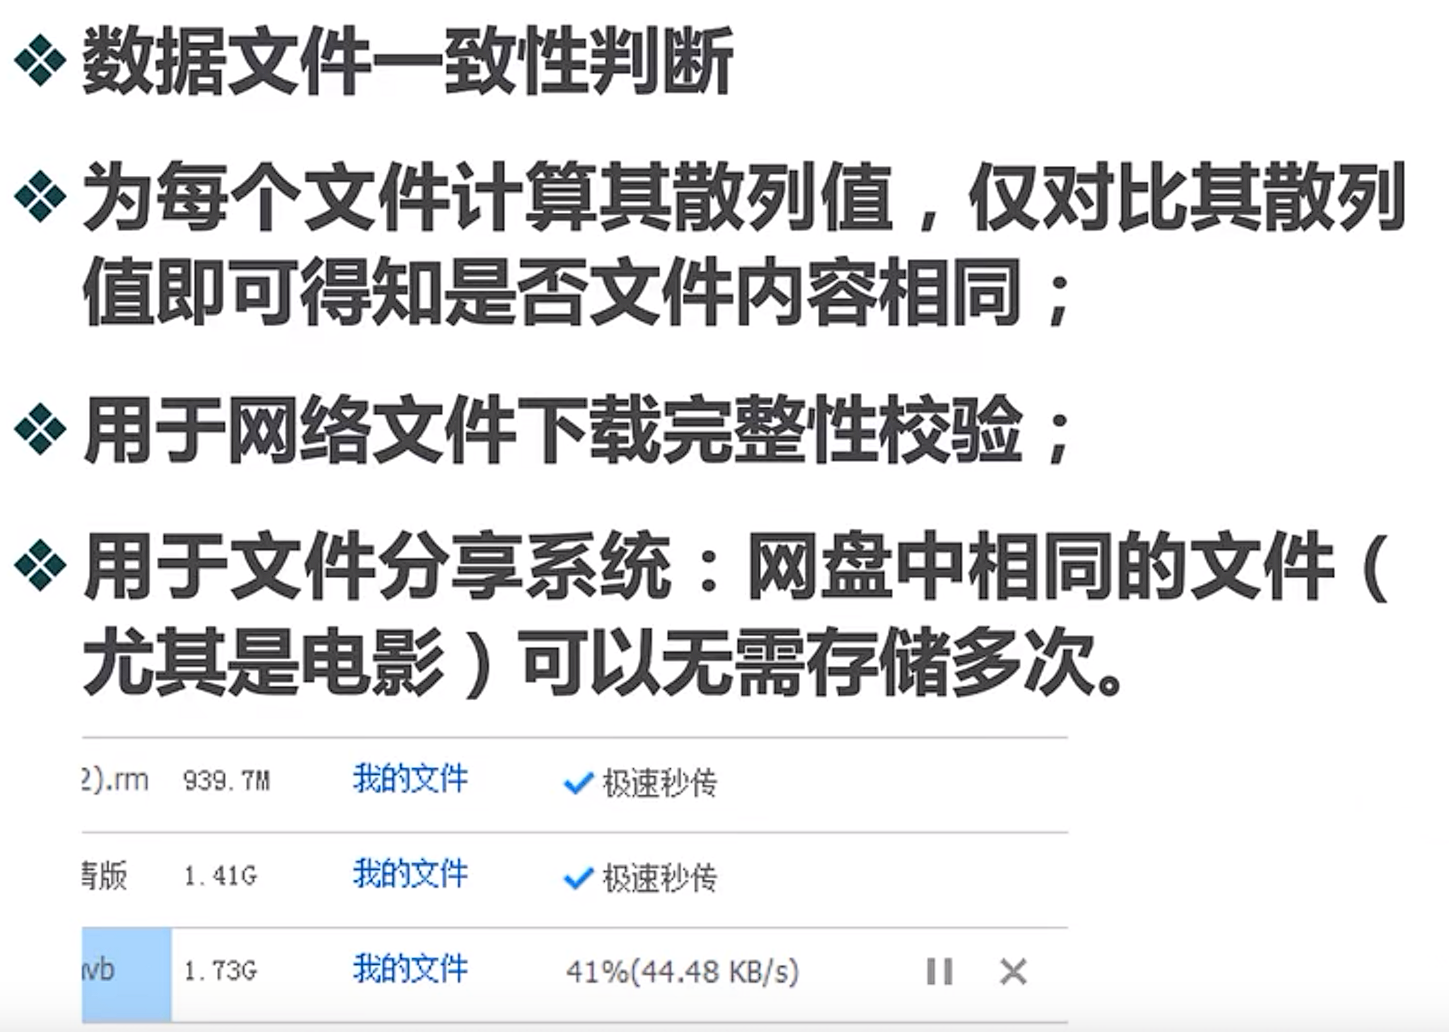 数据文件一致性判断
为每个文件计算其散列值，仅对比其散列
值即可得知是否文件内容相同；
用于网络文件下载完整性校验；
用于文件分享系统：网盘中相同的文件（
尤其是电影）可以无需存储多次。
2).rm 939.7M 我的文件 极速秒传
版 1.41G 我的文件 极速秒传
vb 1.73G 我的文件 41%(44.48 KB/s)